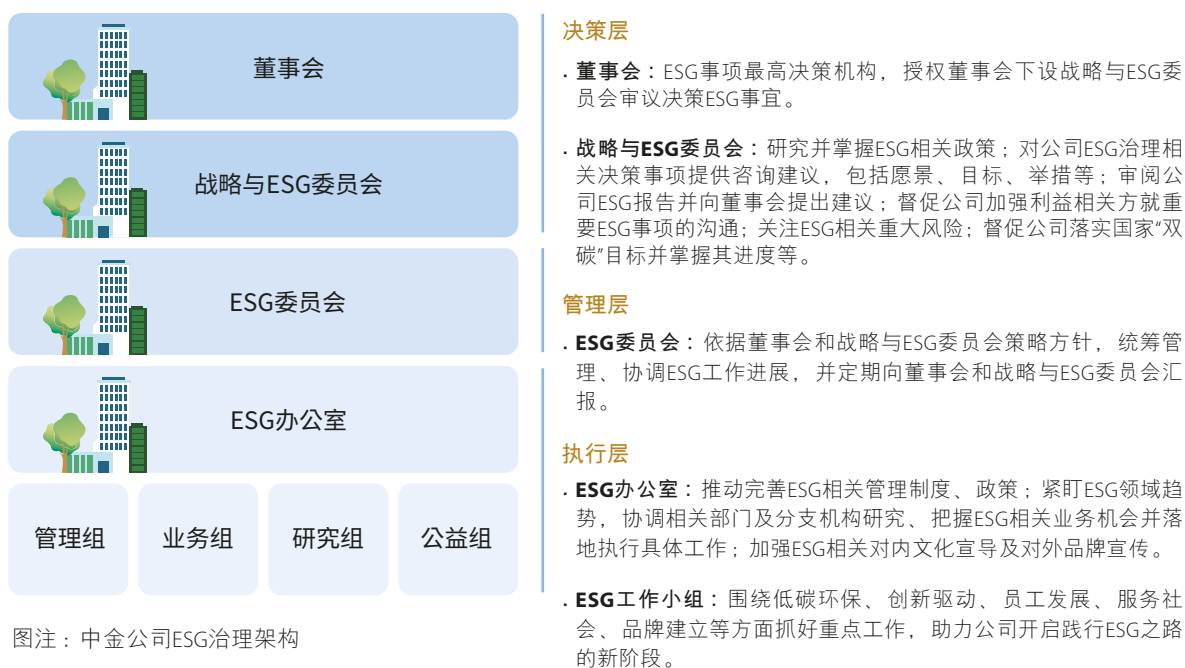 董事会
战略与ESG委员会
ESG委员会
ESG办公室
管理组
业务组
研究组
公益组
图注：中金公司ESG治理架构
决策层
. 董事会：ESG事项最高决策机构，授权董事会下设战略与ESG委
员会审议决策ESG事宜。
. 战略与ESG委员会：研究并掌握ESG相关政策；对公司ESG治理相
关决策事项提供咨询建议，包括愿景、目标、举措等；审阅公
司ESG报告并向董事会提出建议；督促公司加强利益相关方就重
要ESG事项的沟通；关注ESG相关重大风险；督促公司落实国家“双
碳”目标并掌握其进度等。
管理层
. ESG委员会：依据董事会和战略与ESG委员会策略方针，统筹管
理、协调ESG工作进展，并定期向董事会和战略与ESG委员会汇
报。
执行层
. ESG办公室：推动完善ESG相关管理制度、政策；紧盯ESG领域趋
势，协调相关部门及分支机构研究、把握ESG相关业务机会并落
地执行具体工作；加强ESG相关对内文化宣导及对外品牌宣传。
. ESG工作小组：围绕低碳环保、创新驱动、员工发展、服务社
会、品牌建立等方面抓好重点工作，助力公司开启践行ESG之路
的新阶段。